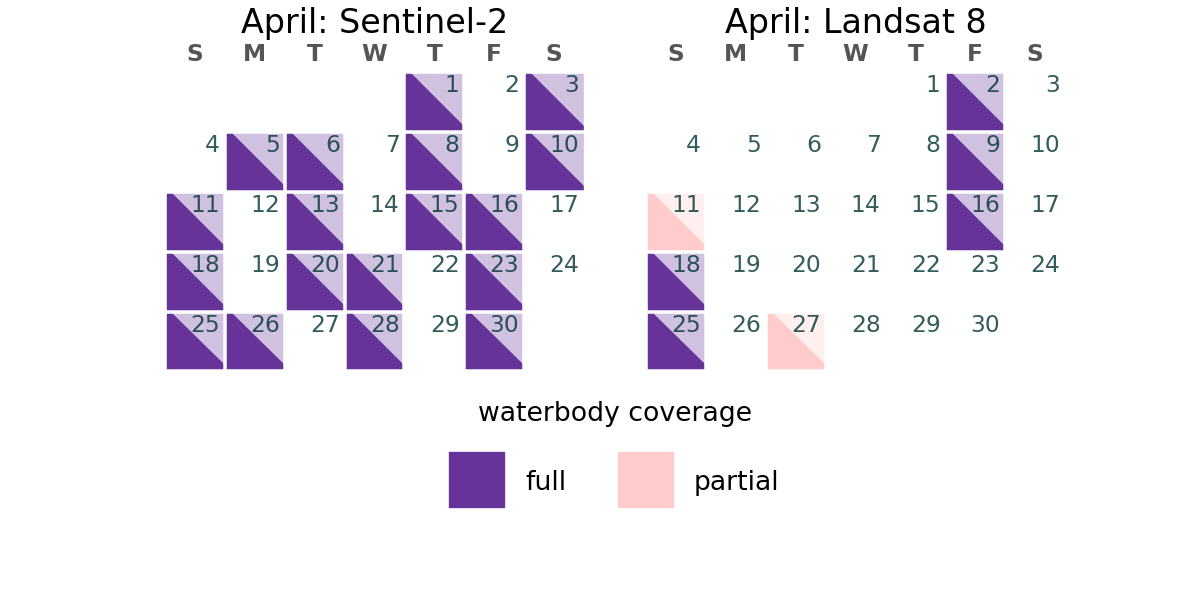 April: Sentinel-2
S M T W T F S
1 2 3
4 5 6 7 8 9 10
11 12 13 14 15 16 17
18 19 20 21 22 23 24
25 26 27 28 29 30
April: Landsat 8
S M T W T F S
1 2 3
4 5 6 7 8 9 10
11 12 13 14 15 16 17
18 19 20 21 22 23 24
25 26 27 28 29 30
waterbody coverage
full
partial